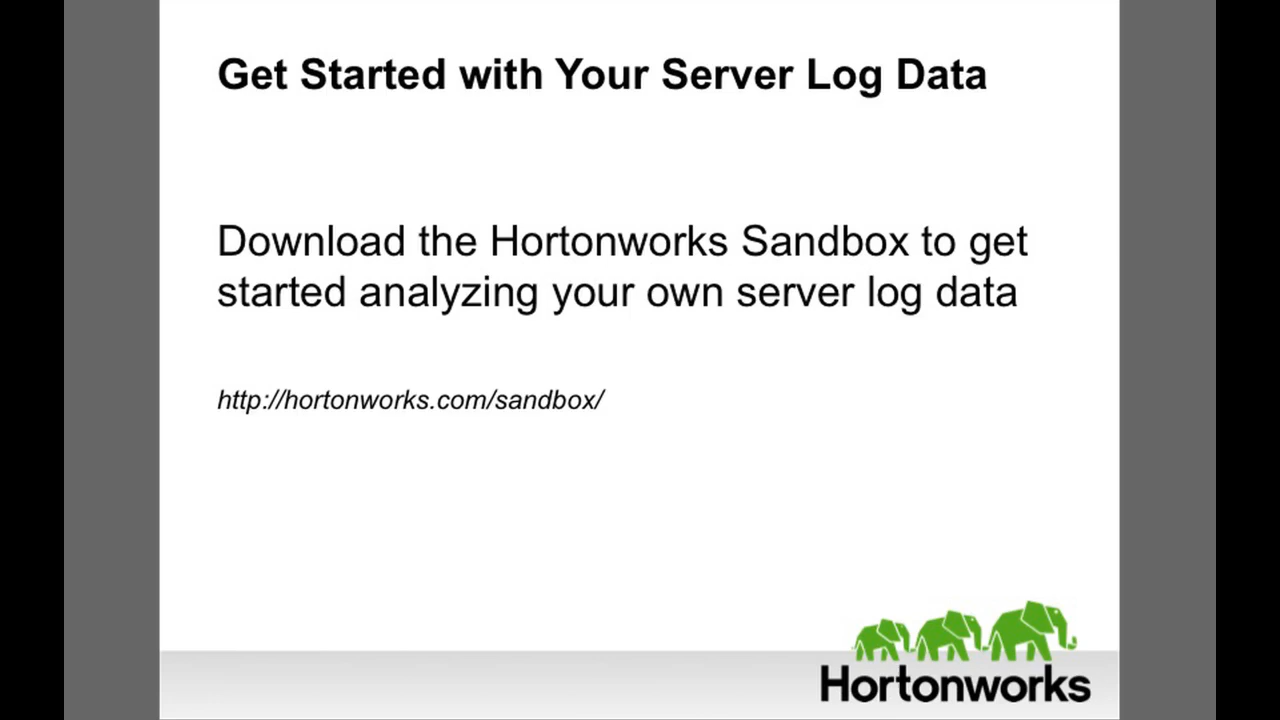 Get Started with Your Server Log Data
Download the Hortonworks Sandbox to get
started analyzing your own server log data
http://hortonworks.com/sandbox/
Hortonworks